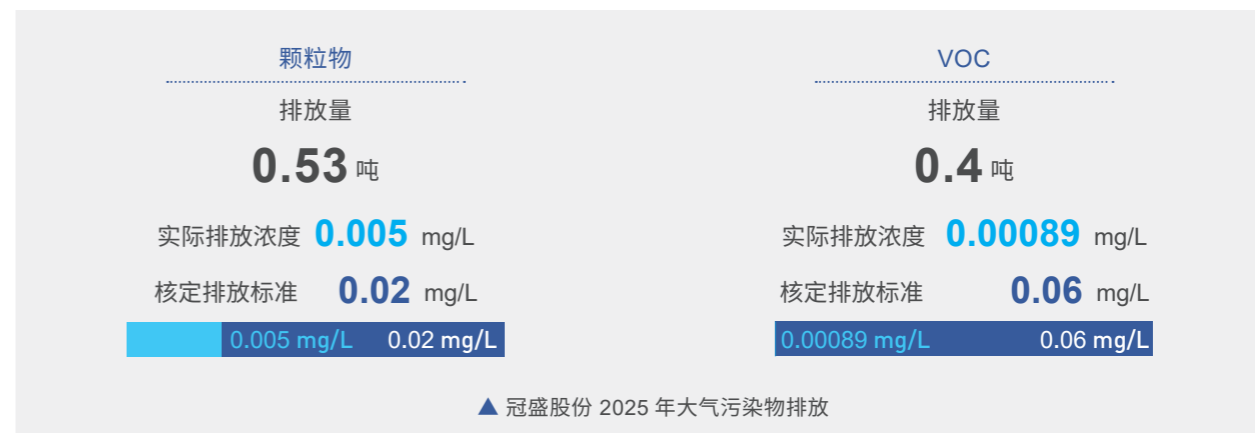 颗粒物
排放量
0.53 吨
实际排放浓度 0.005 mg/L
核定排放标准 0.02 mg/L
0.005 mg/L 0.02 mg/L
VOC
排放量
0.4 吨
实际排放浓度 0.00089 mg/L
核定排放标准 0.06 mg/L
0.00089 mg/L 0.06 mg/L
▲ 冠盛股份 2025 年大气污染物排放